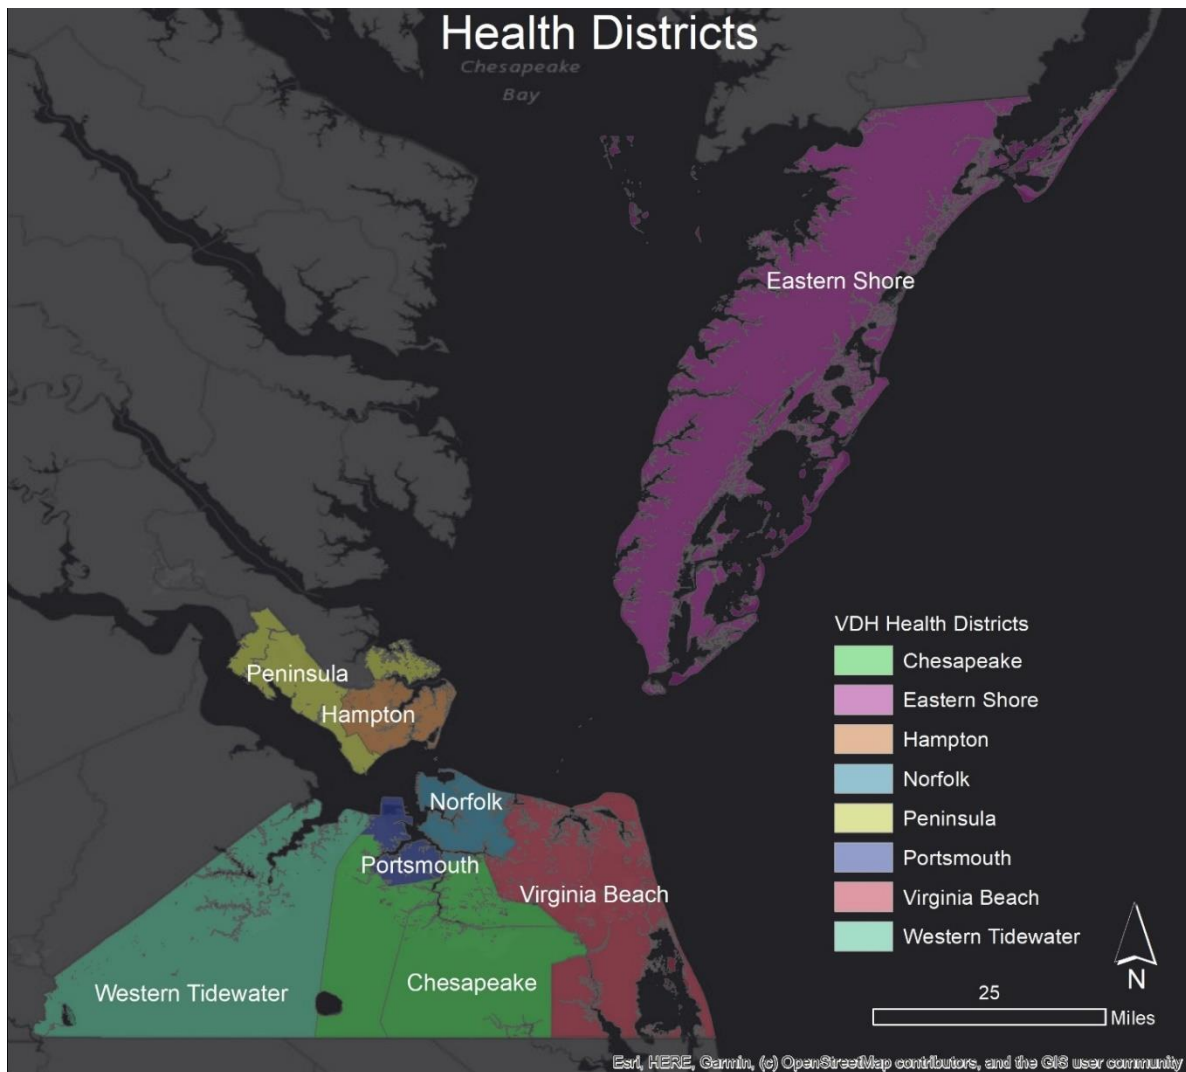 Health Districts
Chesapeake
Bay
Eastern Shore
Peninsula
Hampton
Norfolk
Portsmouth
Virginia Beach
Western Tidewater
Chesapeake
VDH Health Districts
Chesapeake
Eastern Shore
Hampton
Norfolk
Peninsula
Portsmouth
Virginia Beach
Western Tidewater
N
25
Miles
Esri, HERE, Garmin, (c) OpenStreetMap contributors, and the GIS user community